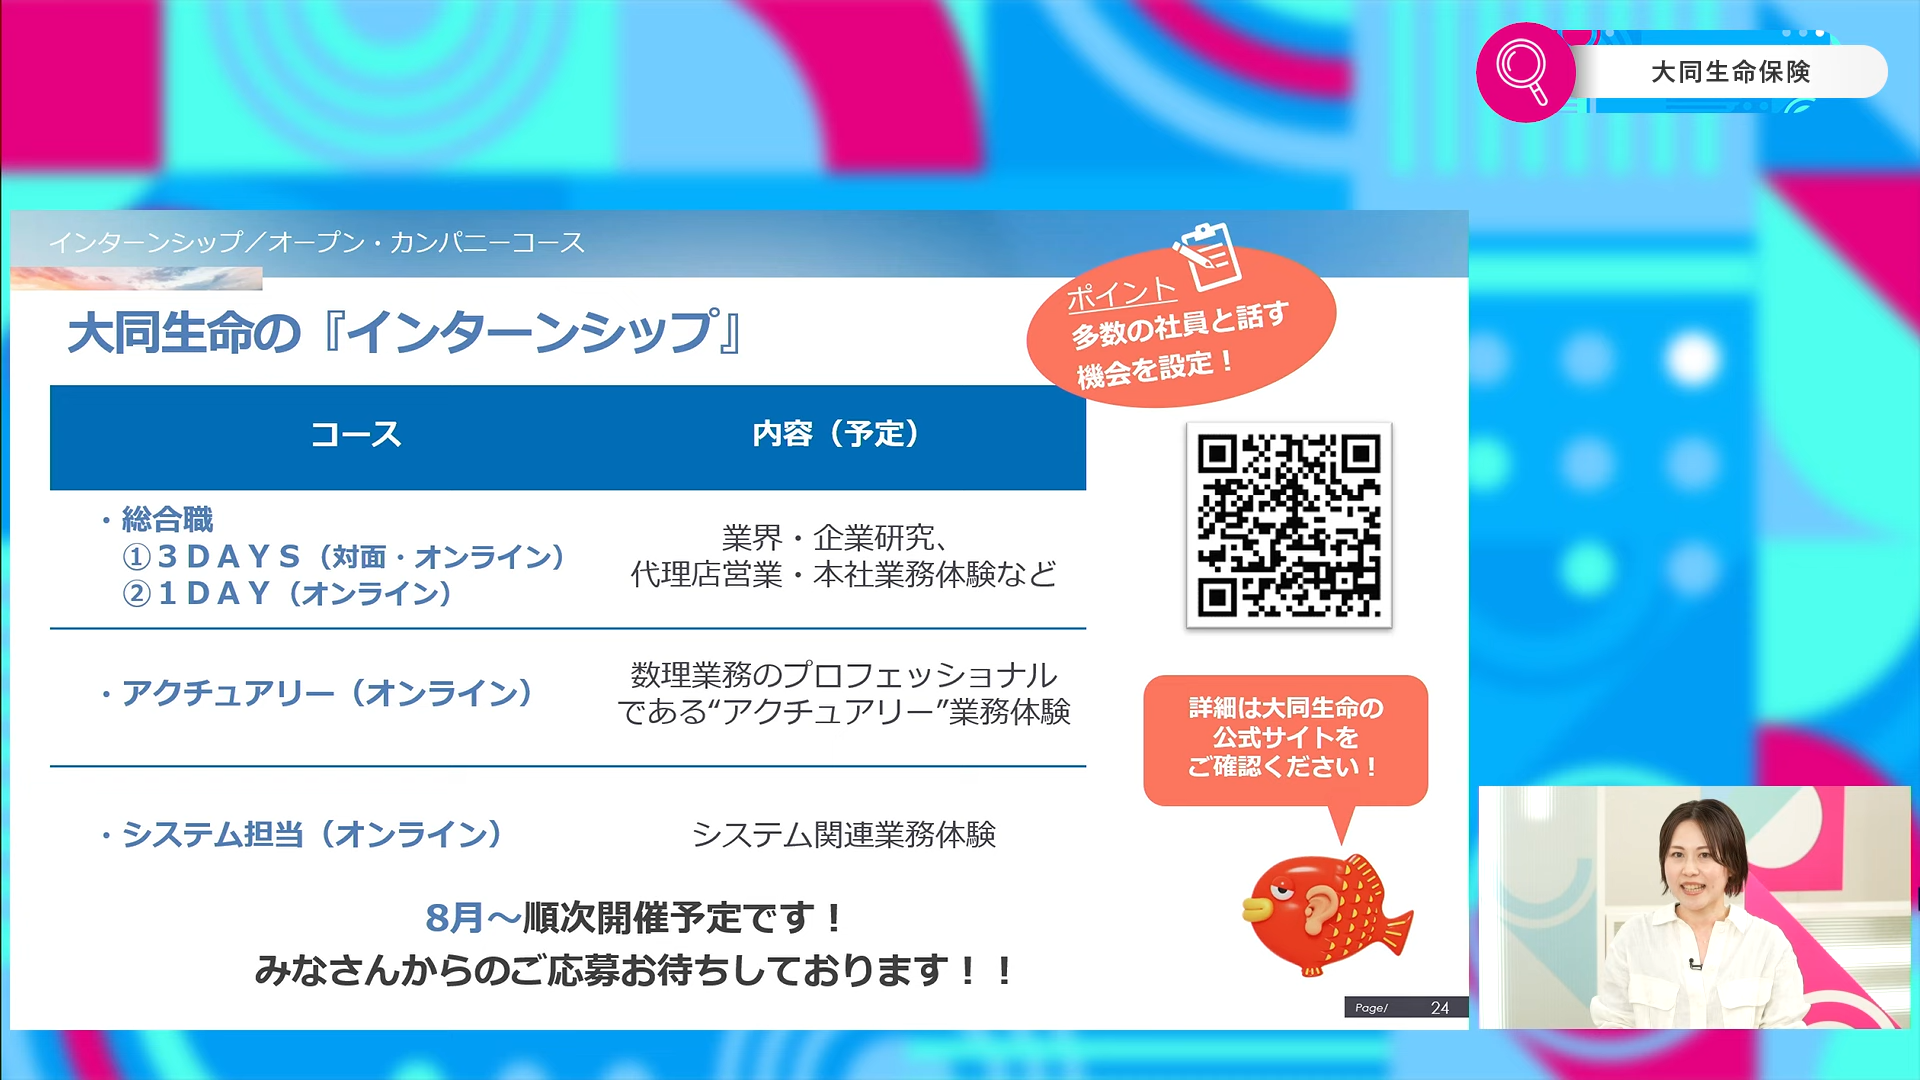 大同生命保険
インターンシップ／オープン・カンパニーコース
大同生命の『インターンシップ』
ポイント
多数の社員と話す
機会を設定！
コース
内容（予定）
・総合職
①３ＤＡＹＳ（対面・オンライン）
②１ＤＡＹ（オンライン）
業界・企業研究、
代理店営業・本社業務体験など
・アクチュアリー（オンライン）
数理業務のプロフェッショナル
である“アクチュアリー”業務体験
・システム担当（オンライン）
システム関連業務体験
詳細は大同生命の
公式サイトを
ご確認ください！
8月～順次開催予定です！
みなさんからのご応募お待ちしております！！
Page/ 24